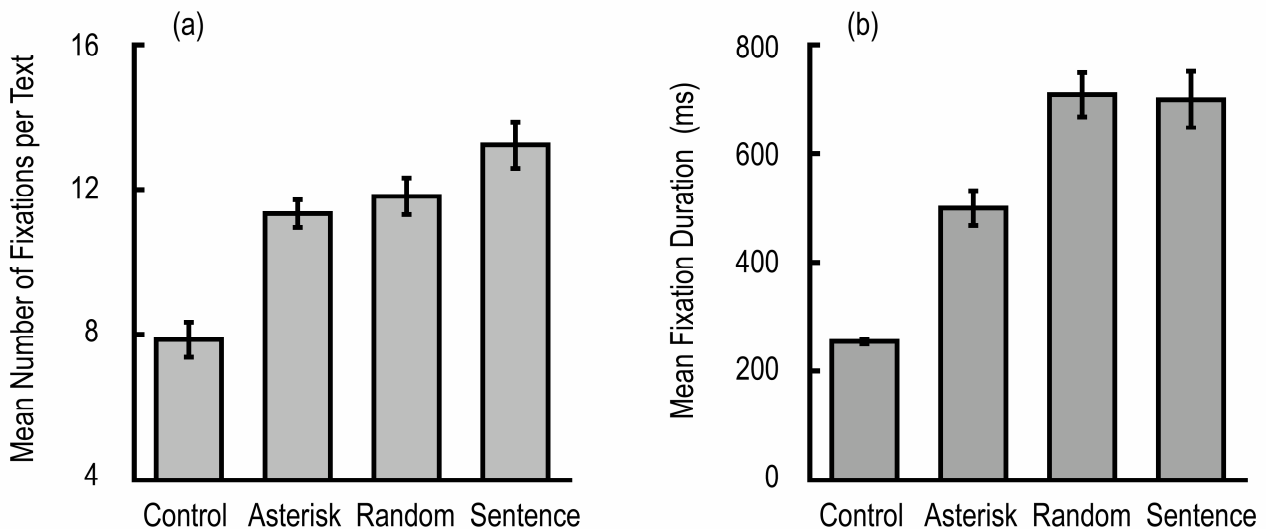 (a)
Mean Number of Fixations per Text
16
12
8
4
Control Asterisk Random Sentence
(b)
Mean Fixation Duration (ms)
800
600
400
200
0
Control Asterisk Random Sentence